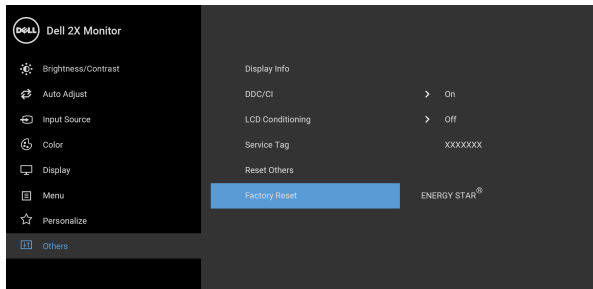 DELL Dell 2X Monitor
Brightness/Contrast
Auto Adjust
Input Source
Color
Display
Menu
Personalize
Others
Display Info
DDC/CI > On
LCD Conditioning > Off
Service Tag XXXXXXX
Reset Others
Factory Reset ENERGY STAR®